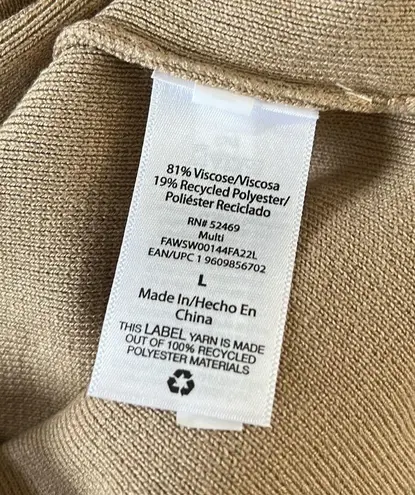 81% Viscose/Viscosa
19% Recycled Polyester/
Poliéster Reciclado
RN# 52469
Multi
FAWSW00144FA22L
EAN/UPC 1 9609856702
L
Made In/Hecho En
China
THIS LABEL YARN IS MADE
OUT OF 100% RECYCLED
POLYESTER MATERIALS